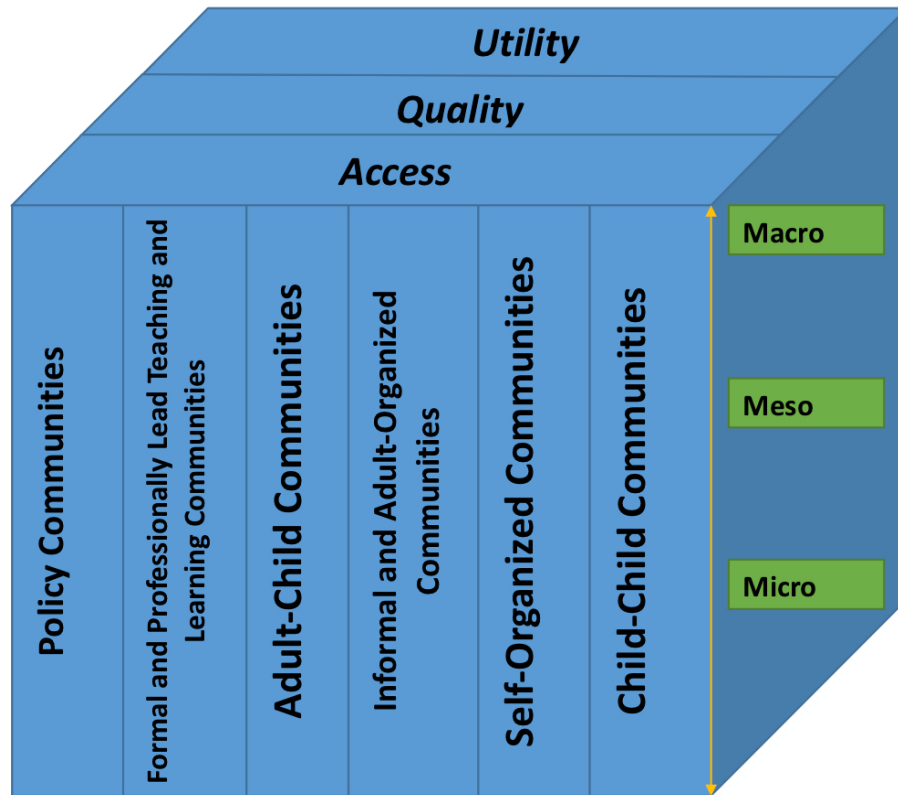 Utility
Quality
Access
Policy Communities
Formal and Professionally Lead Teaching and
Learning Communities
Adult-Child Communities
Informal and Adult-Organized
Communities
Self-Organized Communities
Child-Child Communities
Macro
Meso
Micro